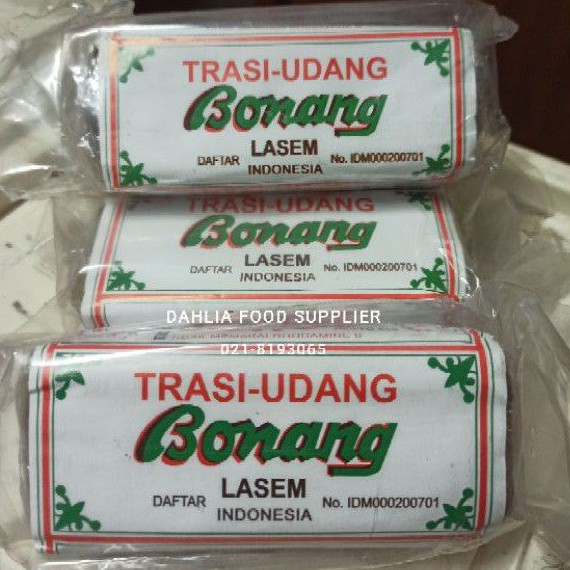 TRASI-UDANG
Bonang
LASEM
DAFTAR No. IDM000200701
INDONESIA
TRASI-UDANG
Bonang
LASEM
DAFTAR No. IDM000200701
INDONESIA
DAHLIA FOOD SUPPLIER
021-8193065
TRASI-UDANG
Bonang
LASEM
DAFTAR No. IDM000200701
INDONESIA